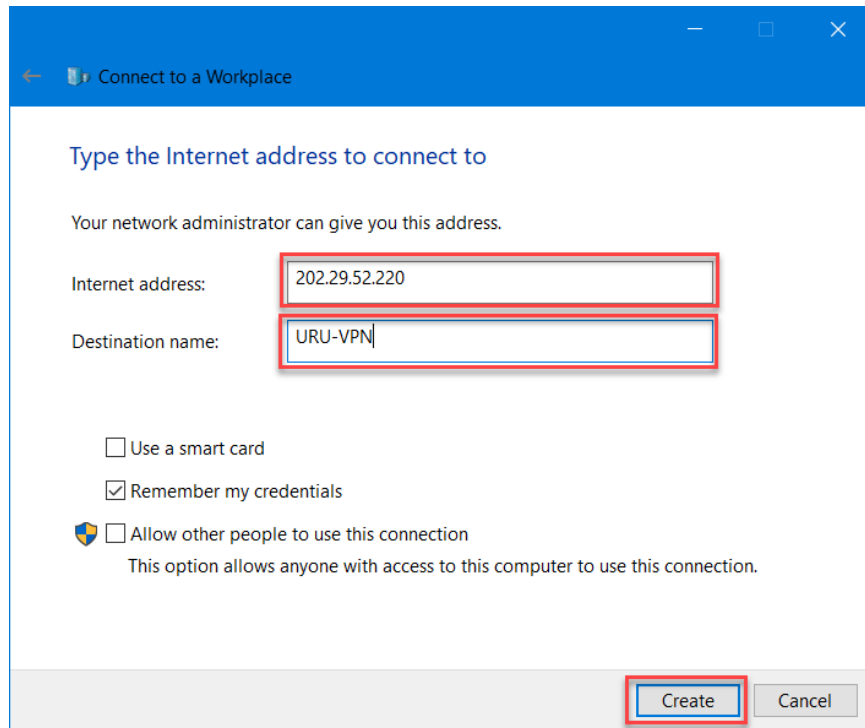 Connect to a Workplace
Type the Internet address to connect to
Your network administrator can give you this address.
Internet address: 202.29.52.220
Destination name: URU-VPN
Use a smart card
Remember my credentials
Allow other people to use this connection
This option allows anyone with access to this computer to use this connection.
Create Cancel